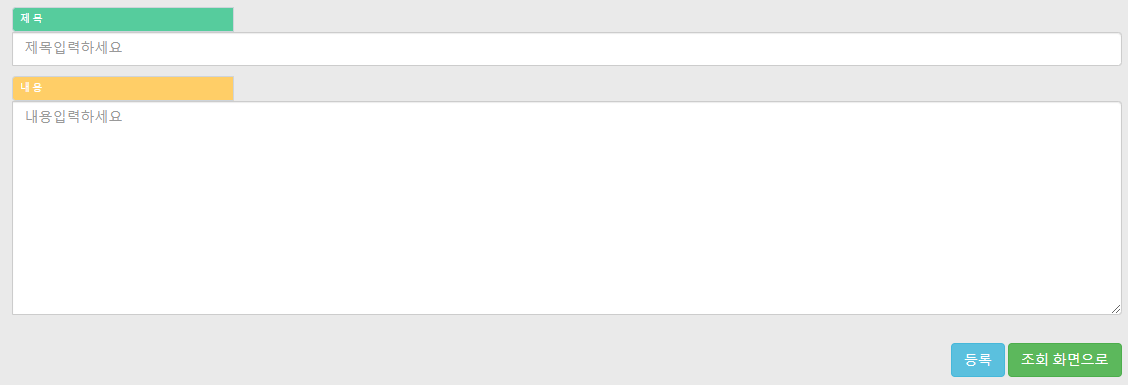 제 목
제목입력하세요
내 용
내용입력하세요
등록 조회 화면으로